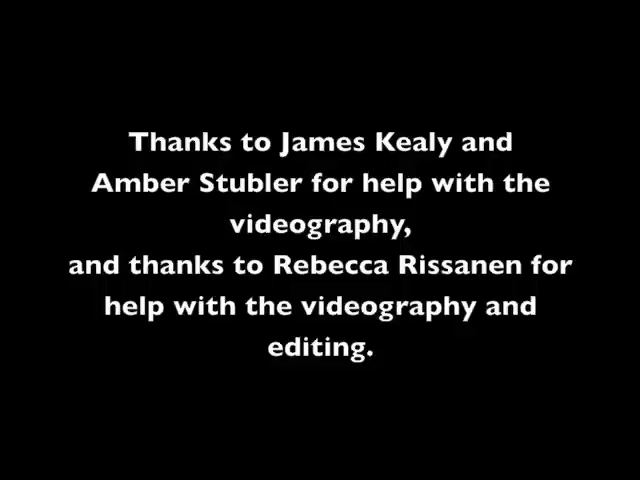 Thanks to James Kealy and
Amber Stubler for help with the
videography,
and thanks to Rebecca Rissanen for
help with the videography and
editing.